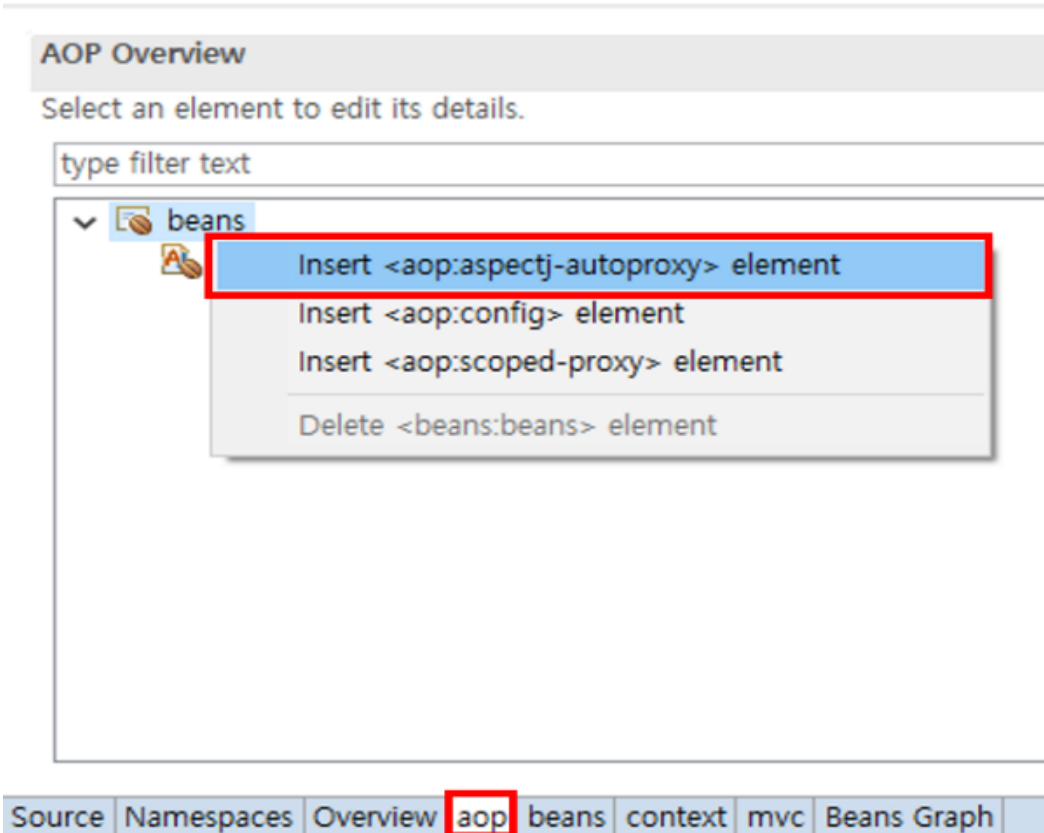 AOP Overview
Select an element to edit its details.
type filter text
beans
Insert <aop:aspectj-autoproxy> element
Insert <aop:config> element
Insert <aop:scoped-proxy> element
Delete <beans:beans> element
Source Namespaces Overview aop beans context mvc Beans Graph